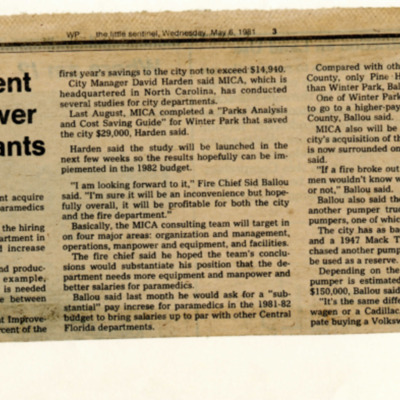 WP the little sentinel, Wednesday, May 6, 1981 3
ent
wer
ants
nt acquire
paramedics
the hiring
artment in
d increase
nd produc-
example;
is needed
e between
nt Improve-
rcent of the
first year's savings to the city not to exceed $14,940.
City Manager David Harden said MICA, which is
headquartered in North Carolina, has conducted
several studies for city departments.
Last August, MICA completed a "Parks Analysis
and Cost Saving Guide" for Winter Park that saved
the city $29,000, Harden said.
Harden said the study will be launched in the
next few weeks so the results hopefully can be im-
plemented in the 1982 budget.
"I am looking forward to it," Fire Chief Sid Ballou
said. "I'm sure it will be an inconvenience but hope-
fully overall, it will be profitable for both the city
and the fire department."
Basically, the MICA consulting team will target in
on four major areas: organization and management,
operations, manpower and equipment, and facilities.
The fire chief said he hoped the team's conclu-
sions would substantiate his position that the de-
partment needs more equipment and manpower and
better salaries for paramedics.
Ballou said last month he would ask for a "sub-
stantial" pay increse for paramedics in the 1981-82
budget to bring salaries up to par with other Central
Florida departments.
Compared with othe
County, only Pine H
than Winter Park, Ballo
One of Winter Park
to go to a higher-pay
County, Ballou said.
MICA also will be
city's acquisition of th
is now surrounded on
said.
"If a fire broke out
men wouldn't know w
or not," Ballou said.
Ballou also said the
another pumper truc
pumpers, one of whic
The city has as ba
and a 1947 Mack T
chased another pump
be used as a reserve.
Depending on the
pumper is estimated
$150,000, Ballou said
"It's the same differ
wagon or a Cadillac,
pate buying a Volksw